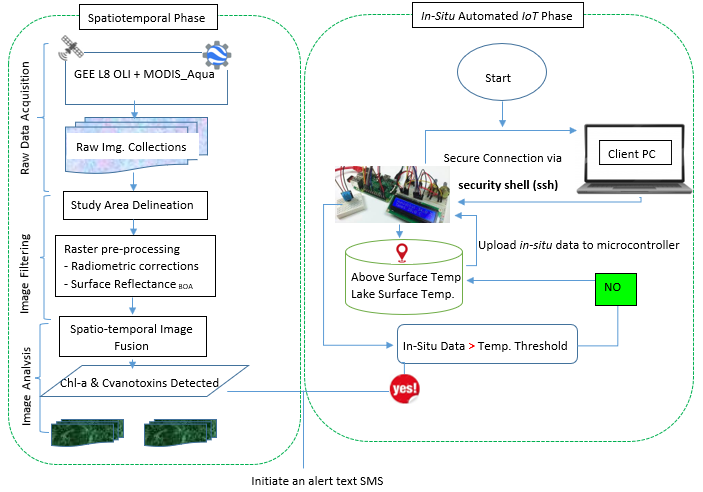 Spatiotemporal Phase
Raw Data Acquisition
GEE L8 OLI + MODIS_Aqua
Raw Img. Collections
Image Filtering
Study Area Delineation
Raster pre-processing
- Radiometric corrections
- Surface Reflectance BOA
Image Analysis
Spatio-temporal Image
Fusion
Chl-a & Cvanotoxins Detected
In-Situ Automated IoT Phase
Start
Client PC
Secure Connection via
security shell (ssh)
Upload in-situ data to microcontroller
Above Surface Temp
Lake Surface Temp.
NO
In-Situ Data > Temp. Threshold
yes!
Initiate an alert text SMS